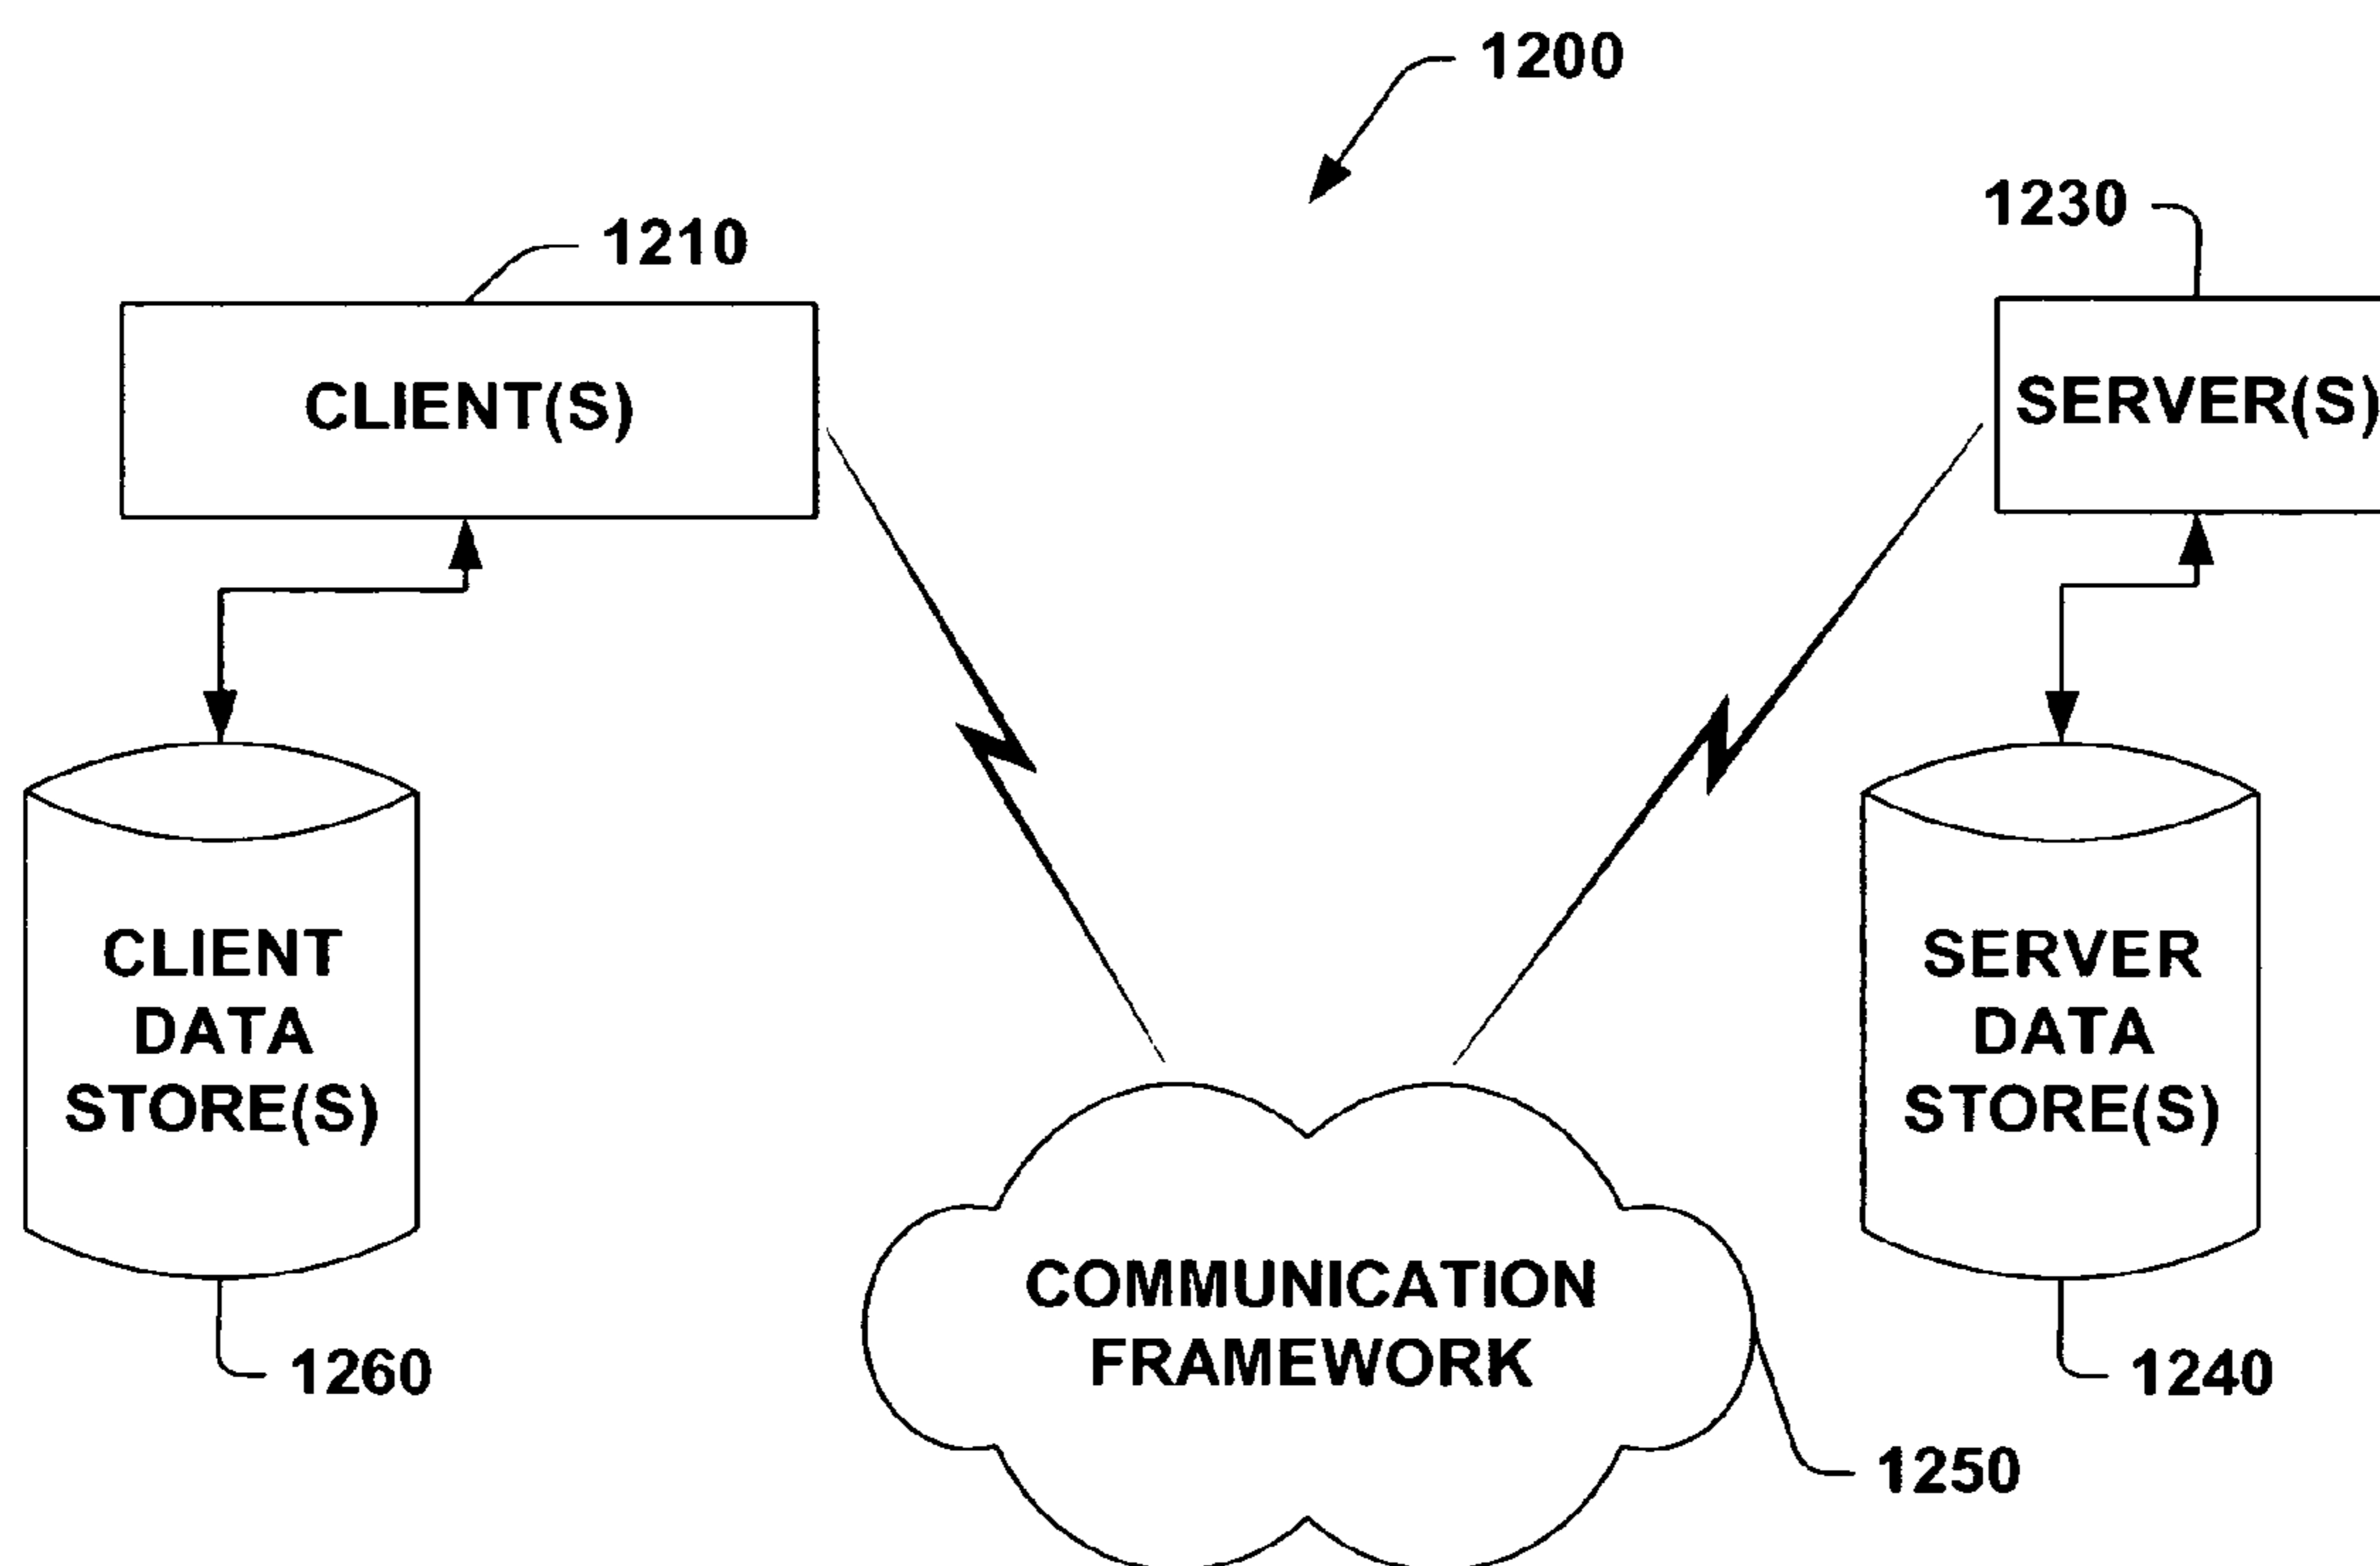 1200
1210
1230
CLIENT(S)
SERVER(S)
CLIENT
DATA
STORE(S)
SERVER
DATA
STORE(S)
COMMUNICATION
FRAMEWORK
1260
1240
1250